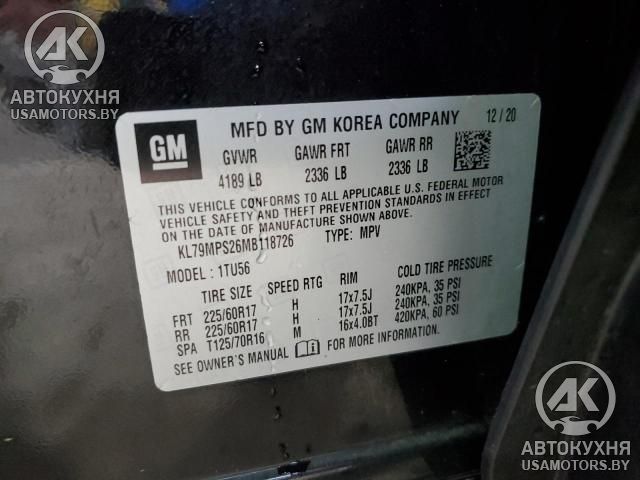 АК
АВТОКУХНЯ
USAMOTORS.BY
GM
MFD BY GM KOREA COMPANY 12/20
GVWR GAWR FRT GAWR RR
4189 LB 2336 LB 2336 LB
THIS VEHICLE CONFORMS TO ALL APPLICABLE U.S. FEDERAL MOTOR
VEHICLE SAFETY AND THEFT PREVENTION STANDARDS IN EFFECT
ON THE DATE OF MANUFACTURE SHOWN ABOVE.
KL79MPS26MB118726 TYPE: MPV
MODEL: 1TU56
TIRE SIZE SPEED RTG RIM COLD TIRE PRESSURE
FRT 225/60R17 H 17x7.5J 240KPA, 35 PSI
RR 225/60R17 H 17x7.5J 240KPA, 35 PSI
SPA T125/70R16 M 16x4.0BT 420KPA, 60 PSI
SEE OWNER'S MANUAL FOR MORE INFORMATION.
АК
АВТОКУХНЯ
USAMOTORS.BY